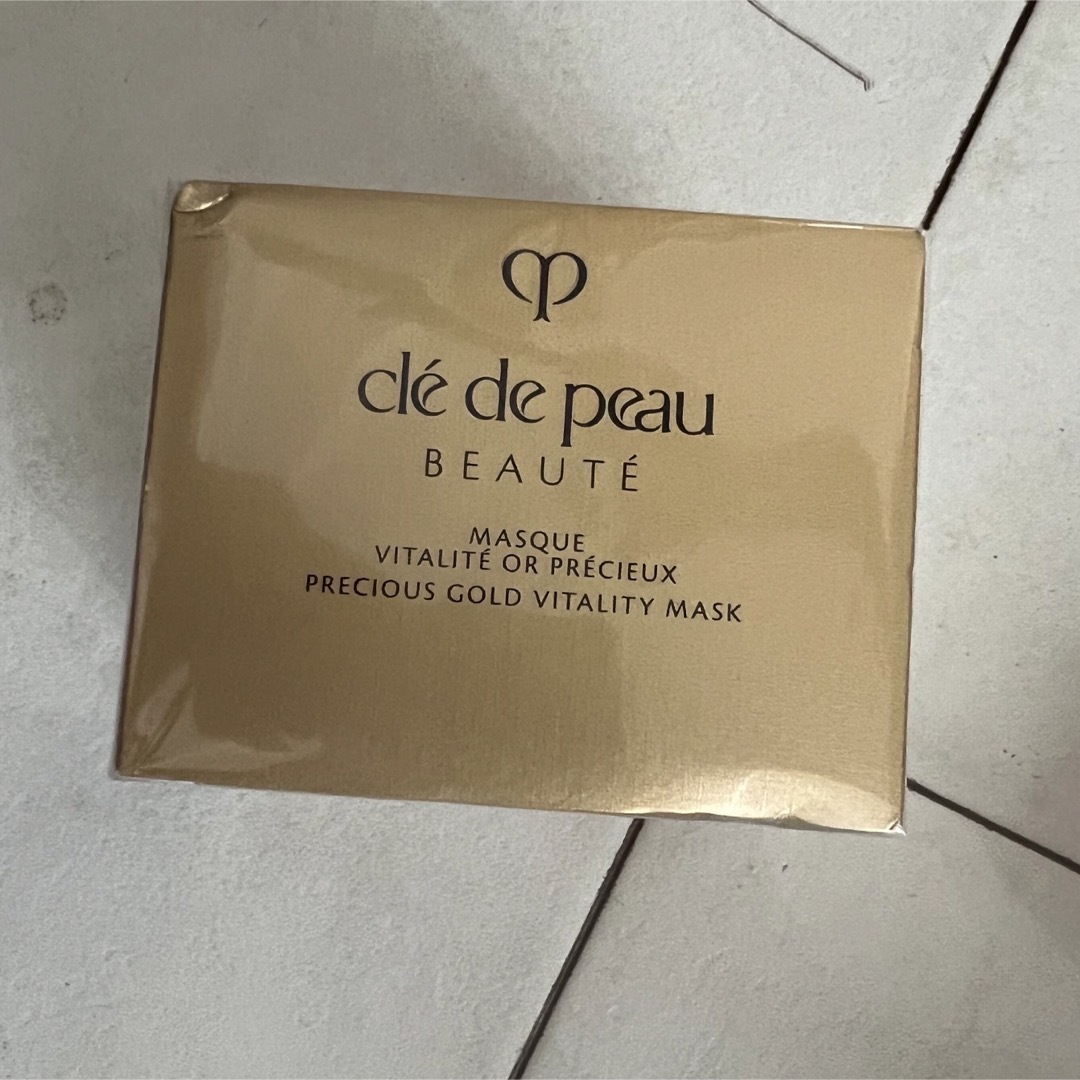 clé de peau
BEAUTÉ
MASQUE
VITALITÉ OR PRÉCIEUX
PRECIOUS GOLD VITALITY MASK